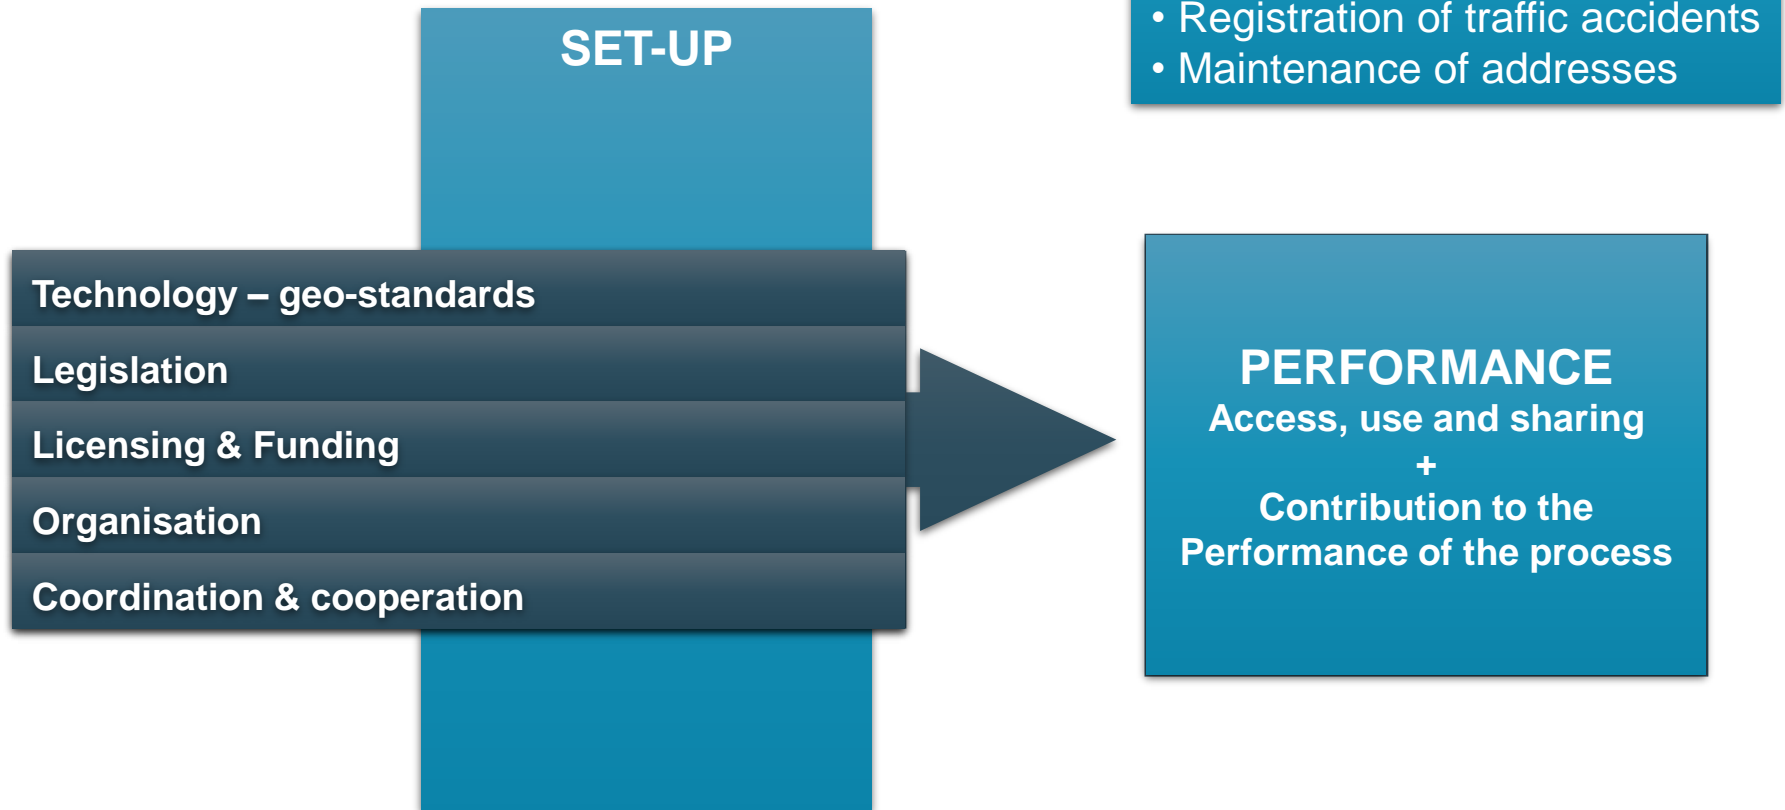 SET-UP
• Registration of traffic accidents
• Maintenance of addresses
Technology – geo-standards
Legislation
Licensing & Funding
Organisation
Coordination & cooperation
PERFORMANCE
Access, use and sharing
+
Contribution to the
Performance of the process